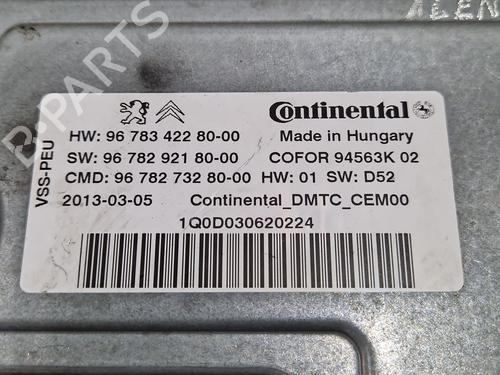 ALEN
Continental
HW: 96 783 422 80-00 Made in Hungary
SW: 96 782 921 80-00 COFOR 94563K 02
CMD: 96 782 732 80-00 HW: 01 SW: D52
2013-03-05 Continental_DMTC_CEM00
1Q0D030620224
VSS-PEU
B-PARTS